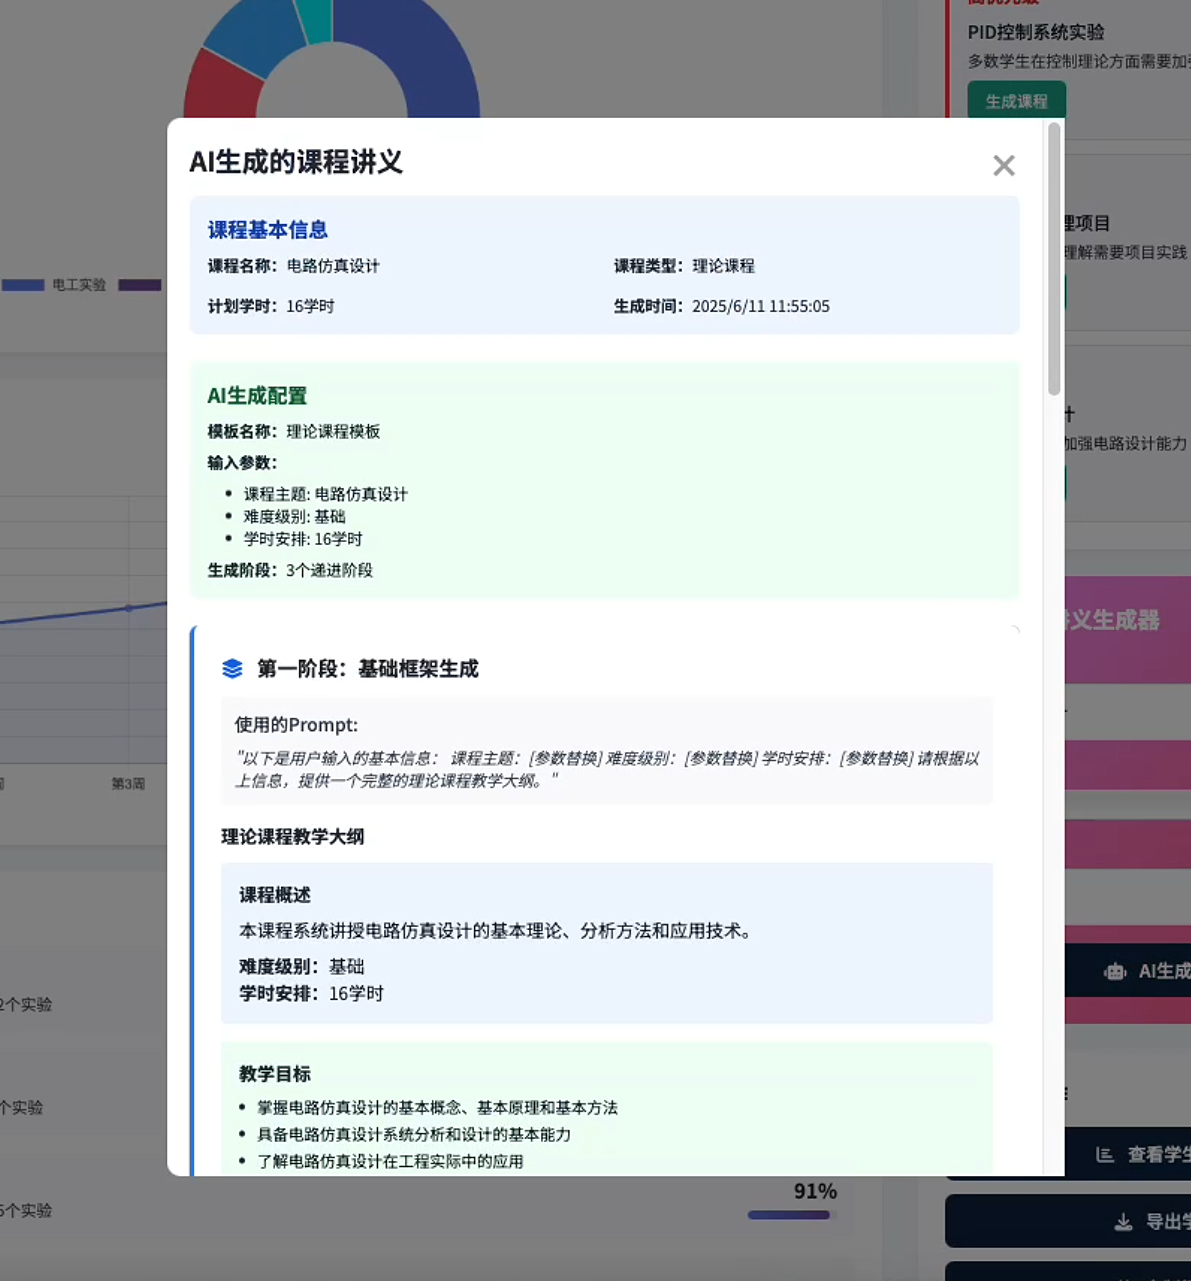 PID控制系统实验
多数学生在控制理论方面需要加
生成课程
AI生成的课程讲义
课程基本信息
课程名称：电路仿真设计
课程类型：理论课程
计划学时：16学时
生成时间：2025/6/11 11:55:05
AI生成配置
模板名称：理论课程模板
输入参数：
• 课程主题: 电路仿真设计
• 难度级别: 基础
• 学时安排: 16学时
生成阶段：3个递进阶段
第一阶段：基础框架生成
使用的Prompt:
"以下是用户输入的基本信息： 课程主题：[参数替换] 难度级别：[参数替换] 学时安排：[参数替换] 请根据以
上信息，提供一个完整的理论课程教学大纲。"
理论课程教学大纲
课程概述
本课程系统讲授电路仿真设计的基本理论、分析方法和应用技术。
难度级别：基础
学时安排：16学时
教学目标
• 掌握电路仿真设计的基本概念、基本原理和基本方法
• 具备电路仿真设计系统分析和设计的基本能力
• 了解电路仿真设计在工程实际中的应用
电工实验
第3周
2个实验
个实验
5个实验
91%
理项目
理解需要项目实践
计
加强电路设计能力
讲义生成器
AI生成
查看学生
导出学